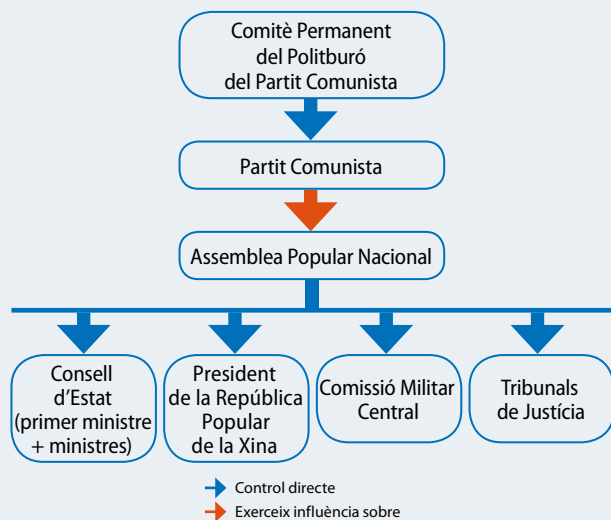 Comitè Permanent
del Politburó
del Partit Comunista
Partit Comunista
Assemblea Popular Nacional
Consell
d'Estat
(primer ministre
+ ministres)
President
de la República
Popular
de la Xina
Comissió Militar
Central
Tribunals
de Justícia
Control directe
Exerceix influència sobre